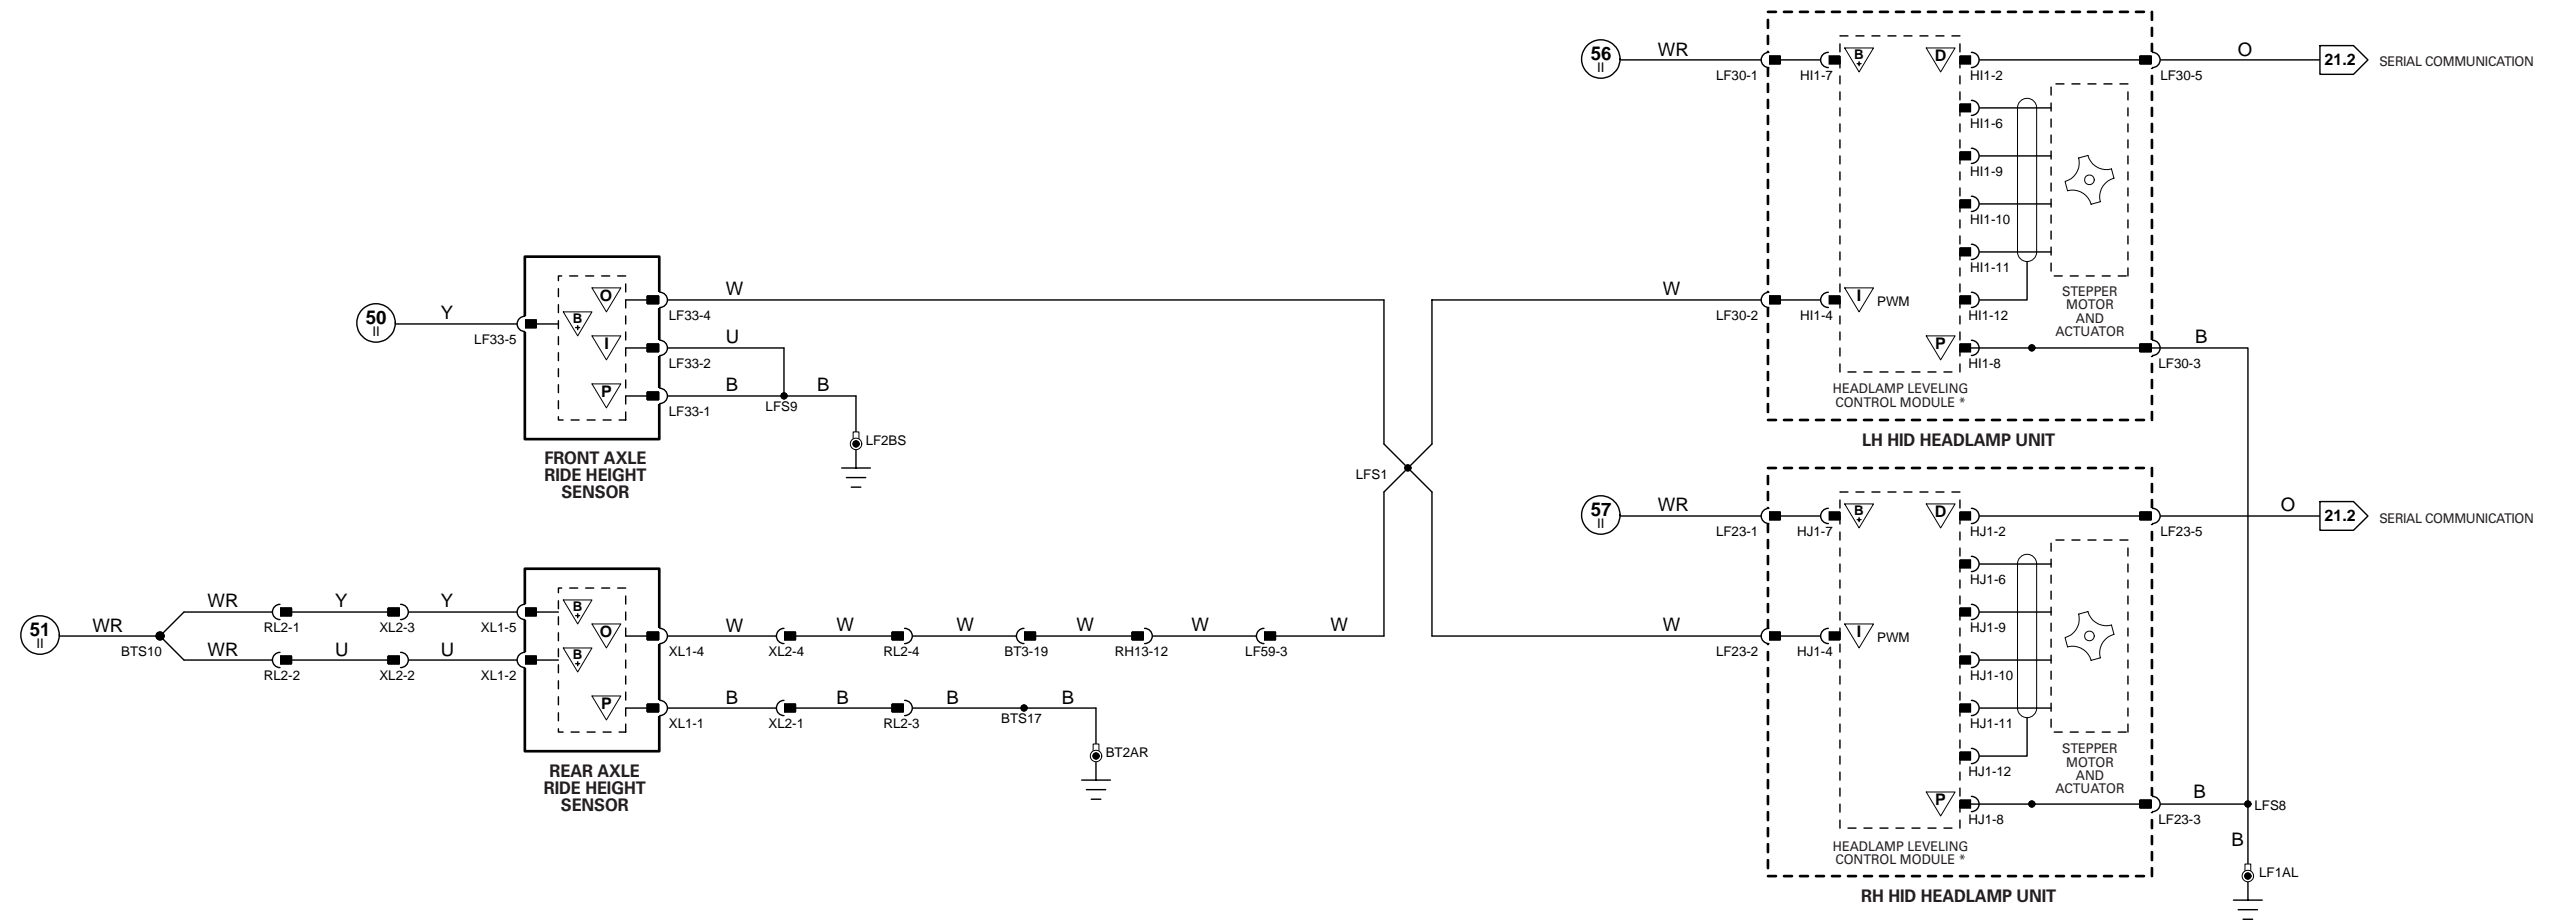 56
II
WR
LF30-1
HI1-7
B
+
D
HI1-2
LF30-5
O
21.2
SERIAL COMMUNICATION
HI1-6
HI1-9
HI1-10
HI1-11
HI1-12
STEPPER
MOTOR
AND
ACTUATOR
W
LF30-2
HI1-4
I
PWM
P
HI1-8
LF30-3
B
HEADLAMP LEVELING
CONTROL MODULE *
LH HID HEADLAMP UNIT
50
II
Y
LF33-5
B
+
O
I
P
W
LF33-4
U
LF33-2
B
B
LF33-1
LFS9
LF2BS
FRONT AXLE
RIDE HEIGHT
SENSOR
LFS1
57
II
WR
LF23-1
HJ1-7
B
+
D
HJ1-2
LF23-5
O
21.2
SERIAL COMMUNICATION
HJ1-6
HJ1-9
HJ1-10
HJ1-11
HJ1-12
STEPPER
MOTOR
AND
ACTUATOR
W
LF23-2
HJ1-4
I
PWM
P
HJ1-8
LF23-3
B
LFS8
B
LF1AL
HEADLAMP LEVELING
CONTROL MODULE *
RH HID HEADLAMP UNIT
51
II
WR
BTS10
WR
Y
Y
RL2-1
XL2-3
XL1-5
WR
U
U
RL2-2
XL2-2
XL1-2
B
+
O
B
+
P
W
W
W
W
W
W
XL1-4
XL2-4
RL2-4
BT3-19
RH13-12
LF59-3
B
B
B
B
XL1-1
XL2-1
RL2-3
BTS17
BT2AR
REAR AXLE
RIDE HEIGHT
SENSOR